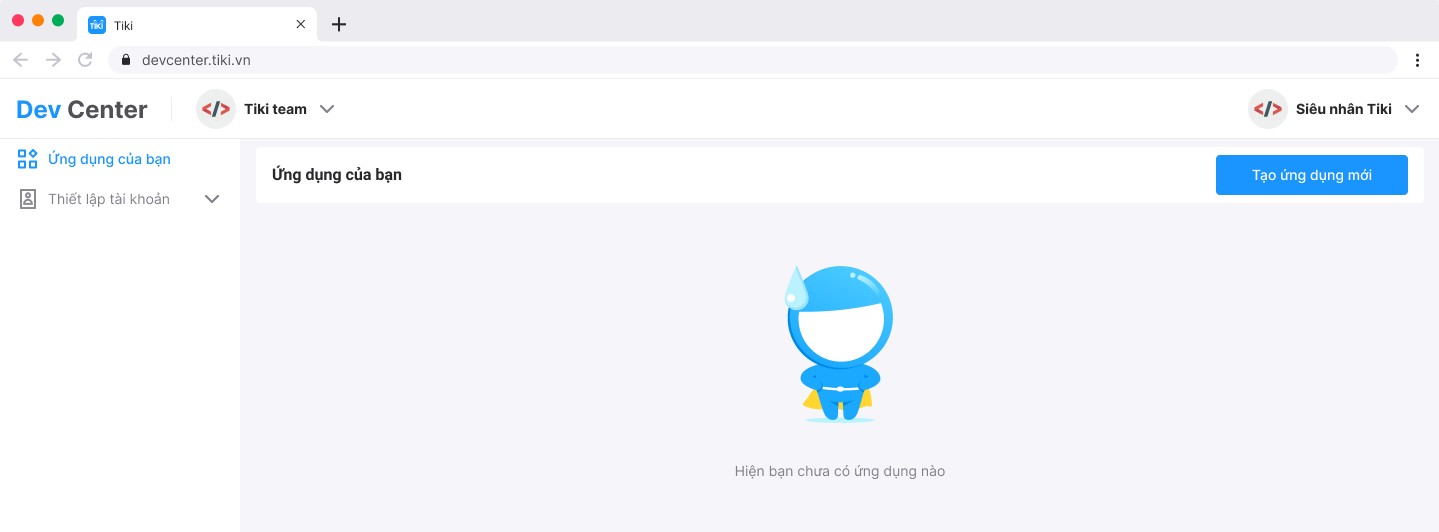 TIKI
Tiki
devcenter.tiki.vn
Dev Center
</> Tiki team
</> Siêu nhân Tiki
Ứng dụng của bạn
Thiết lập tài khoản
Ứng dụng của bạn
Tạo ứng dụng mới
Hiện bạn chưa có ứng dụng nào